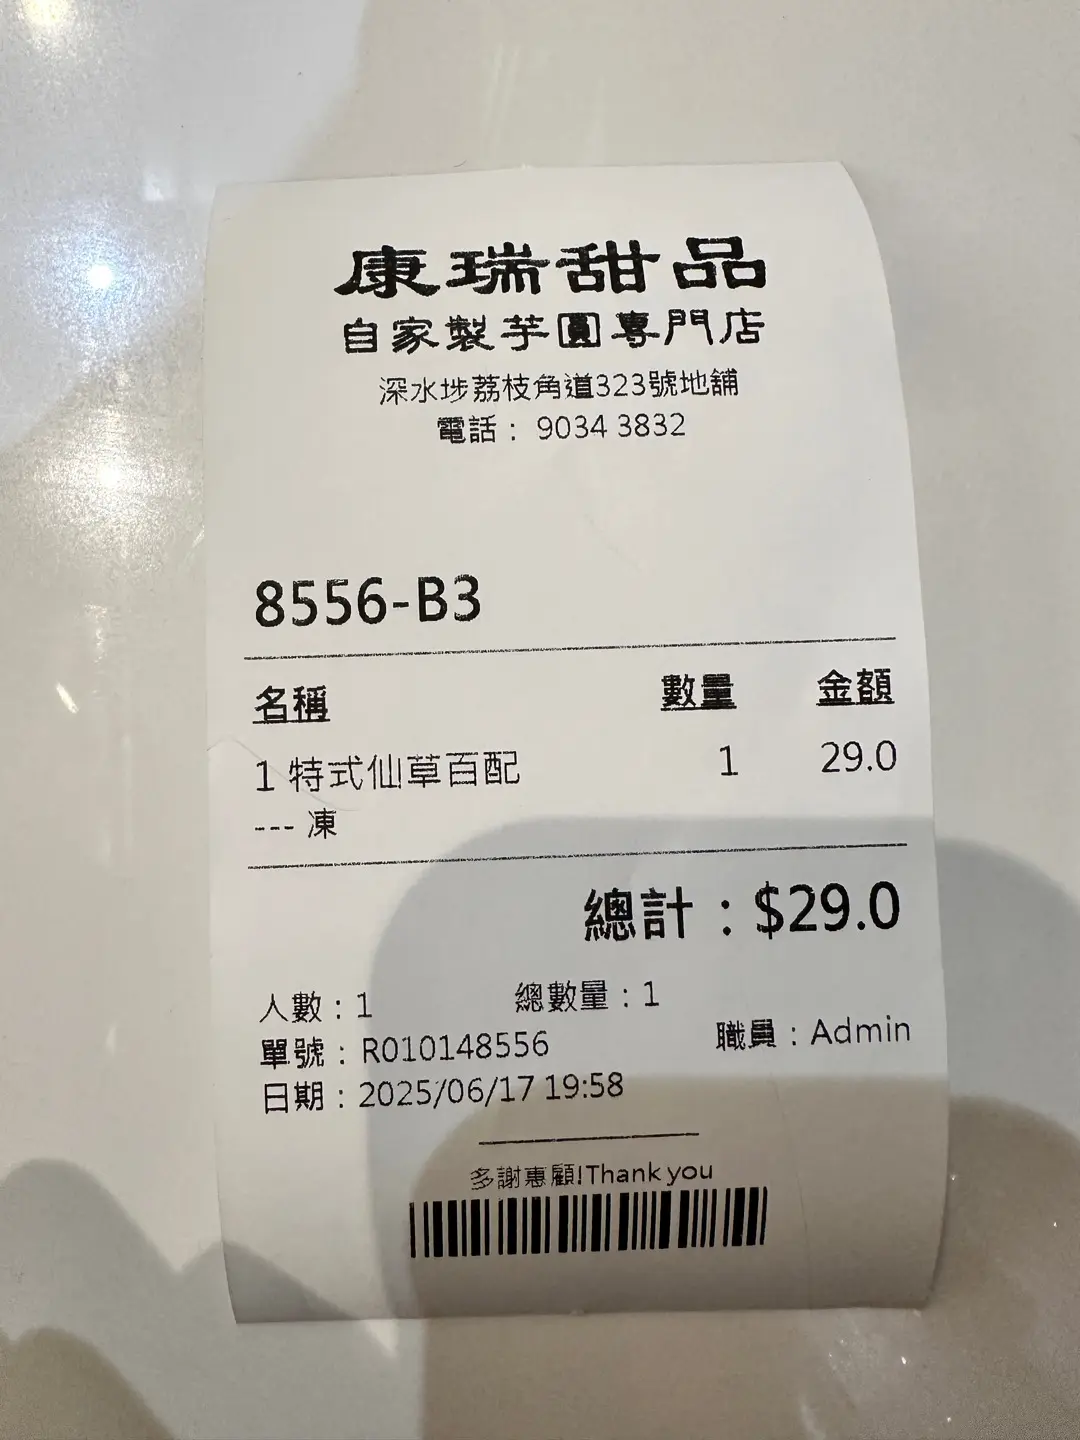 康瑞甜品
自家製芋圓專門店
深水埗荔枝角道323號地舖
電話： 9034 3832
8556-B3
名稱 數量 金額
1 特式仙草百配 1 29.0
--- 凍
總計：$29.0
人數：1 總數量：1
單號：R010148556 職員：Admin
日期：2025/06/17 19:58
多謝惠顧!Thank you